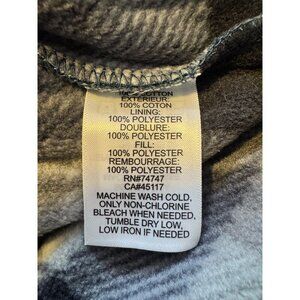 COTTON
EXTERIEUR:
100% COTON
LINING:
100% POLYESTER
DOUBLURE:
100% POLYESTER
FILL:
100% POLYESTER
REMBOURRAGE:
100% POLYESTER
RN#74747
CA#45117
MACHINE WASH COLD,
ONLY NON-CHLORINE
BLEACH WHEN NEEDED,
TUMBLE DRY LOW,
LOW IRON IF NEEDED